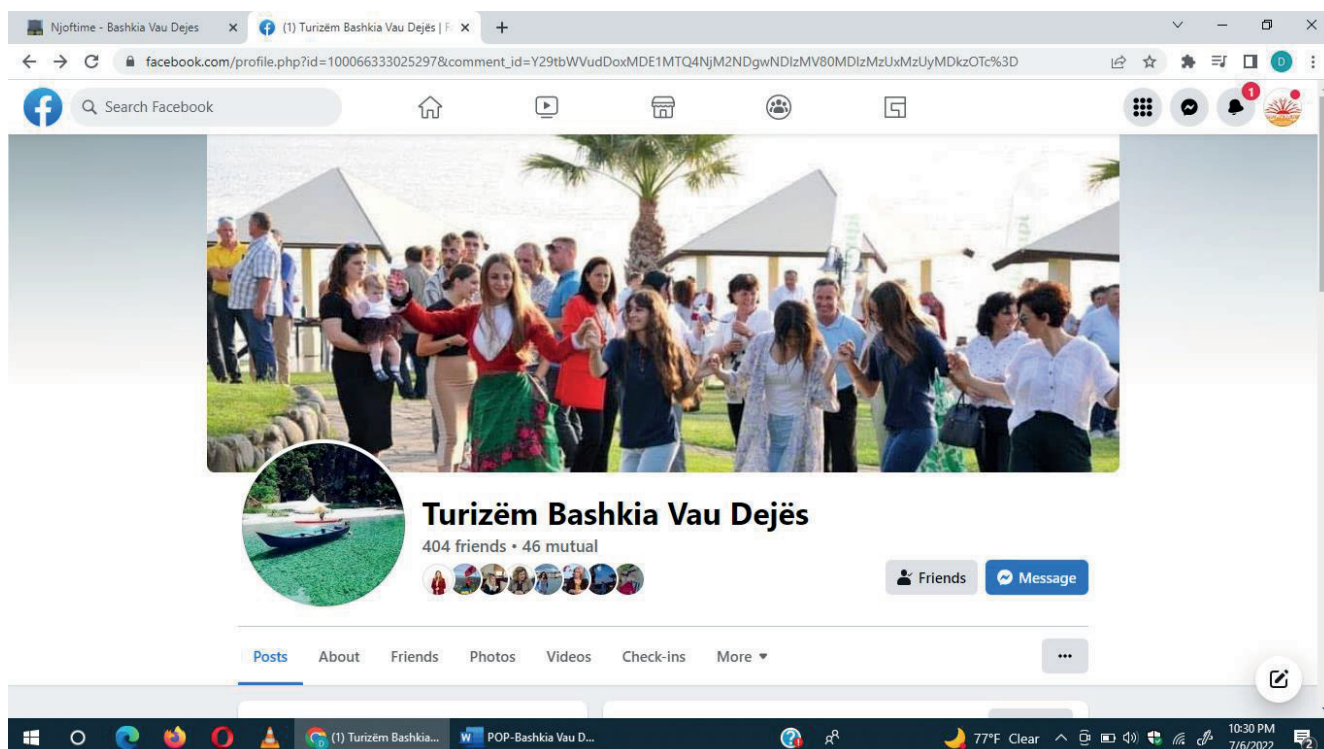 Njoftime - Bashkia Vau Dejes
(1) Turizëm Bashkia Vau Dejës | F
facebook.com/profile.php?id=100066333025297&comment_id=Y29tbWVudDoxMDE1MTQ4NjM2NDgwNDIzMV80MDIzMzUxMzUyMDkzOTc%3D
D
Search Facebook
1
Turizëm Bashkia Vau Dejës
404 friends • 46 mutual
Friends
Message
Posts
About
Friends
Photos
Videos
Check-ins
More
(1) Turizëm Bashkia...
POP-Bashkia Vau D...
77°F Clear
10:30 PM
7/6/2022
2